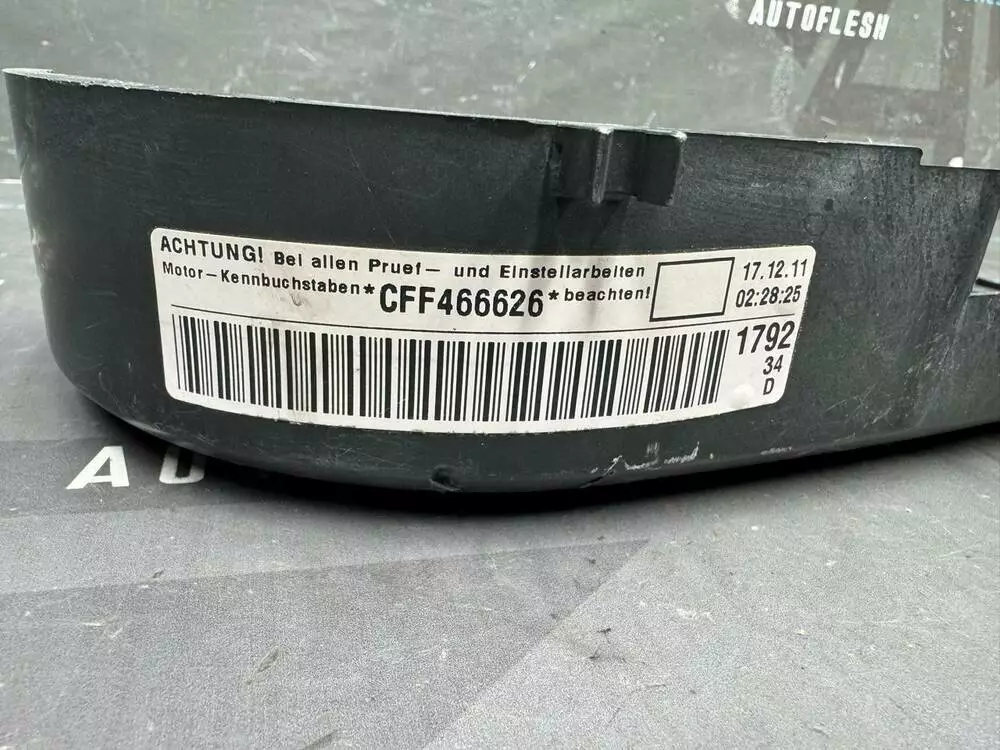 AUTOFLESH
ACHTUNG! Bei allen Pruef- und Einstellarbeiten
Motor-Kennbuchstaben*CFF466626*beachten!
17.12.11
02:28:25
1792
34
D
AU